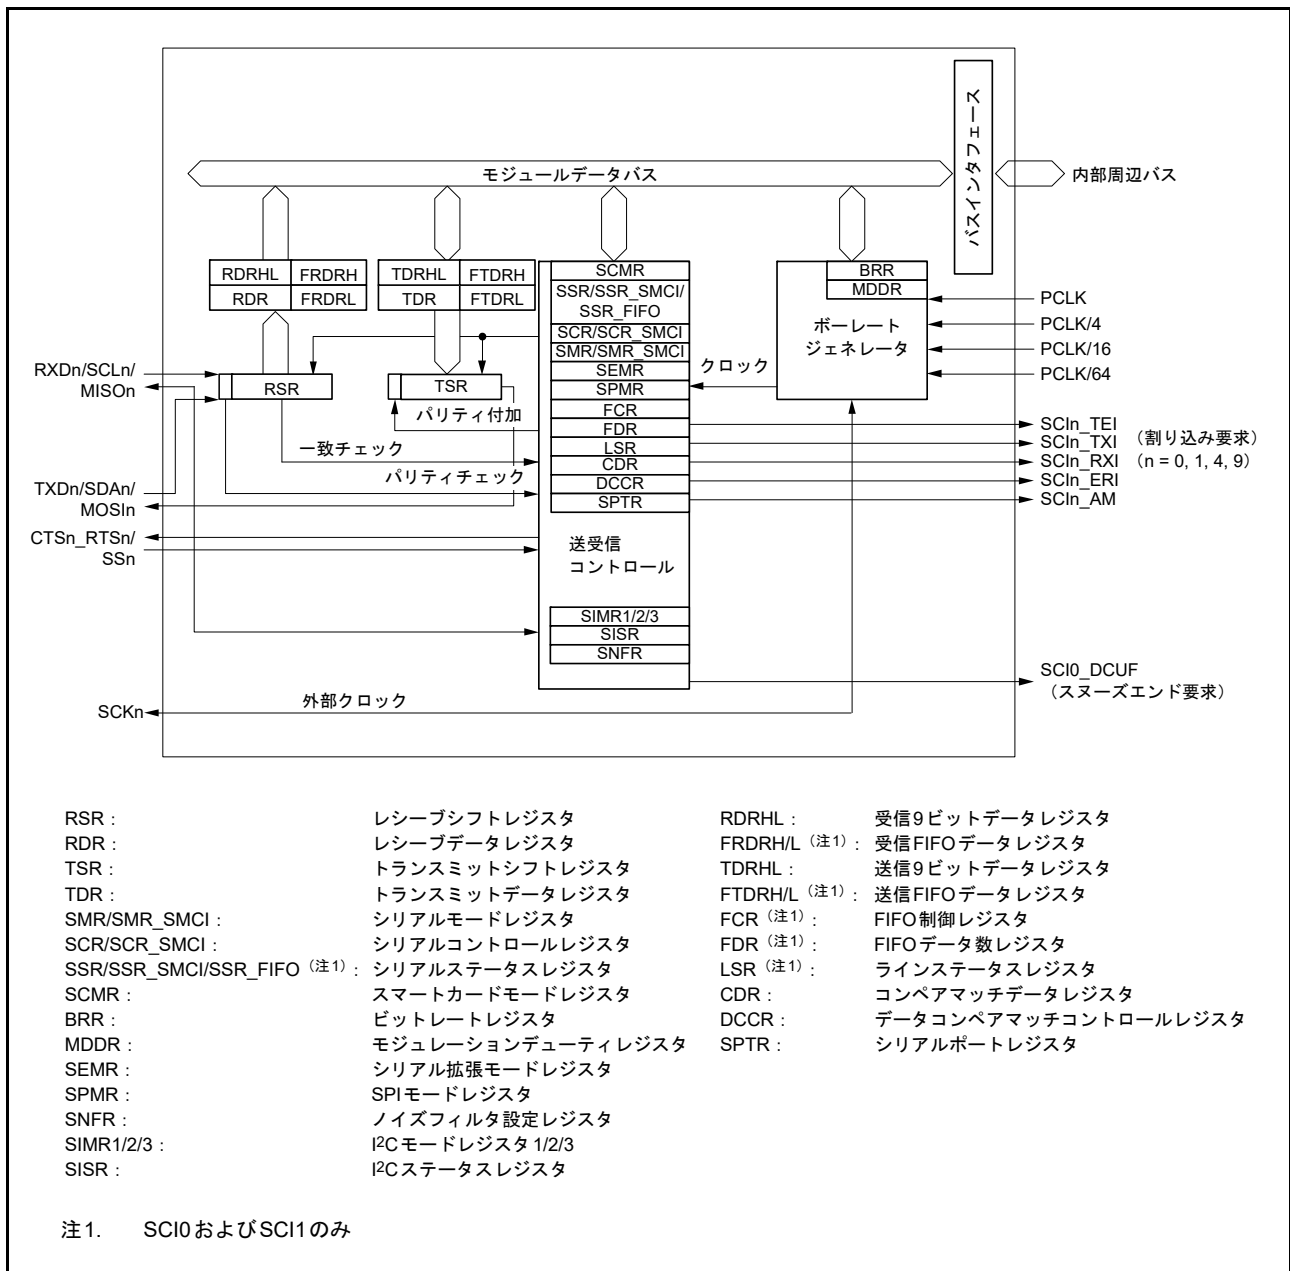 バスインタフェース
モジュールデータバス
内部周辺バス
RDRHL FRDRH
RDR FRDRL
TDRHL FTDRH
TDR FTDRL
SCMR
SSR/SSR_SMCI/
SSR_FIFO
SCR/SCR_SMCI
SMR/SMR_SMCI
SEMR
SPMR
FCR
FDR
LSR
CDR
DCCR
SPTR
送受信
コントロール
SIMR1/2/3
SISR
SNFR
BRR
MDDR
ボーレート
ジェネレータ
クロック
PCLK
PCLK/4
PCLK/16
PCLK/64
RXDn/SCLn/
MISOn
RSR
TSR
パリティ付加
一致チェック
パリティチェック
TXDn/SDAn/
MOSIn
CTSn_RTSn/
SSn
SCIn_TEI
SCIn_TXI (割り込み要求)
SCIn_RXI (n = 0, 1, 4, 9)
SCIn_ERI
SCIn_AM
SCI0_DCUF
(スヌーズエンド要求)
外部クロック
SCKn
RSR : レシーブシフトレジスタ
RDR : レシーブデータレジスタ
TSR : トランスミットシフトレジスタ
TDR : トランスミットデータレジスタ
SMR/SMR_SMCI : シリアルモードレジスタ
SCR/SCR_SMCI : シリアルコントロールレジスタ
SSR/SSR_SMCI/SSR_FIFO (注1) : シリアルステータスレジスタ
SCMR : スマートカードモードレジスタ
BRR : ビットレートレジスタ
MDDR : モジュレーションデューティレジスタ
SEMR : シリアル拡張モードレジスタ
SPMR : SPIモードレジスタ
SNFR : ノイズフィルタ設定レジスタ
SIMR1/2/3 : I2Cモードレジスタ1/2/3
SISR : I2Cステータスレジスタ
RDRHL : 受信9ビットデータレジスタ
FRDRH/L (注1) : 受信FIFOデータレジスタ
TDRHL : 送信9ビットデータレジスタ
FTDRH/L (注1) : 送信FIFOデータレジスタ
FCR (注1) : FIFO制御レジスタ
FDR (注1) : FIFOデータ数レジスタ
LSR (注1) : ラインステータスレジスタ
CDR : コンペアマッチデータレジスタ
DCCR : データコンペアマッチコントロールレジスタ
SPTR : シリアルポートレジスタ
注1. SCI0およびSCI1のみ